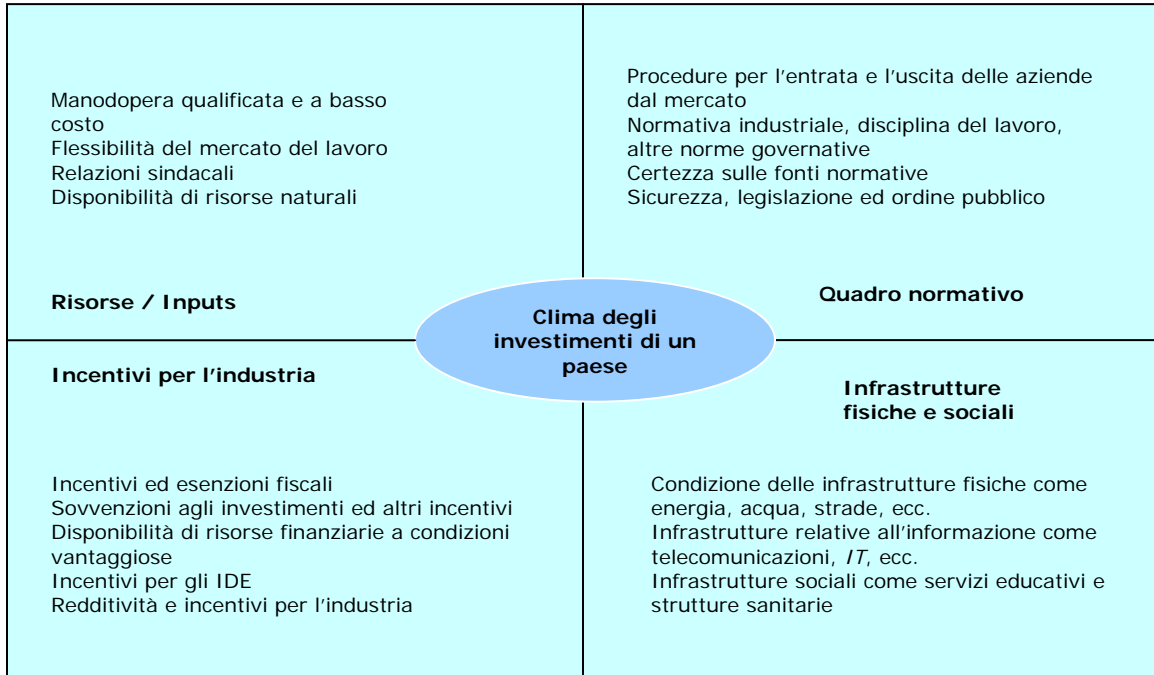 Manodopera qualificata e a basso
costo
Flessibilità del mercato del lavoro
Relazioni sindacali
Disponibilità di risorse naturali
Risorse / Inputs
Procedure per l'entrata e l'uscita delle aziende
dal mercato
Normativa industriale, disciplina del lavoro,
altre norme governative
Certezza sulle fonti normative
Sicurezza, legislazione ed ordine pubblico
Quadro normativo
Clima degli
investimenti di un
paese
Incentivi per l'industria
Incentivi ed esenzioni fiscali
Sovvenzioni agli investimenti ed altri incentivi
Disponibilità di risorse finanziarie a condizioni
vantaggiose
Incentivi per gli IDE
Redditività e incentivi per l'industria
Infrastrutture
fisiche e sociali
Condizione delle infrastrutture fisiche come
energia, acqua, strade, ecc.
Infrastrutture relative all'informazione come
telecomunicazioni, IT, ecc.
Infrastrutture sociali come servizi educativi e
strutture sanitarie